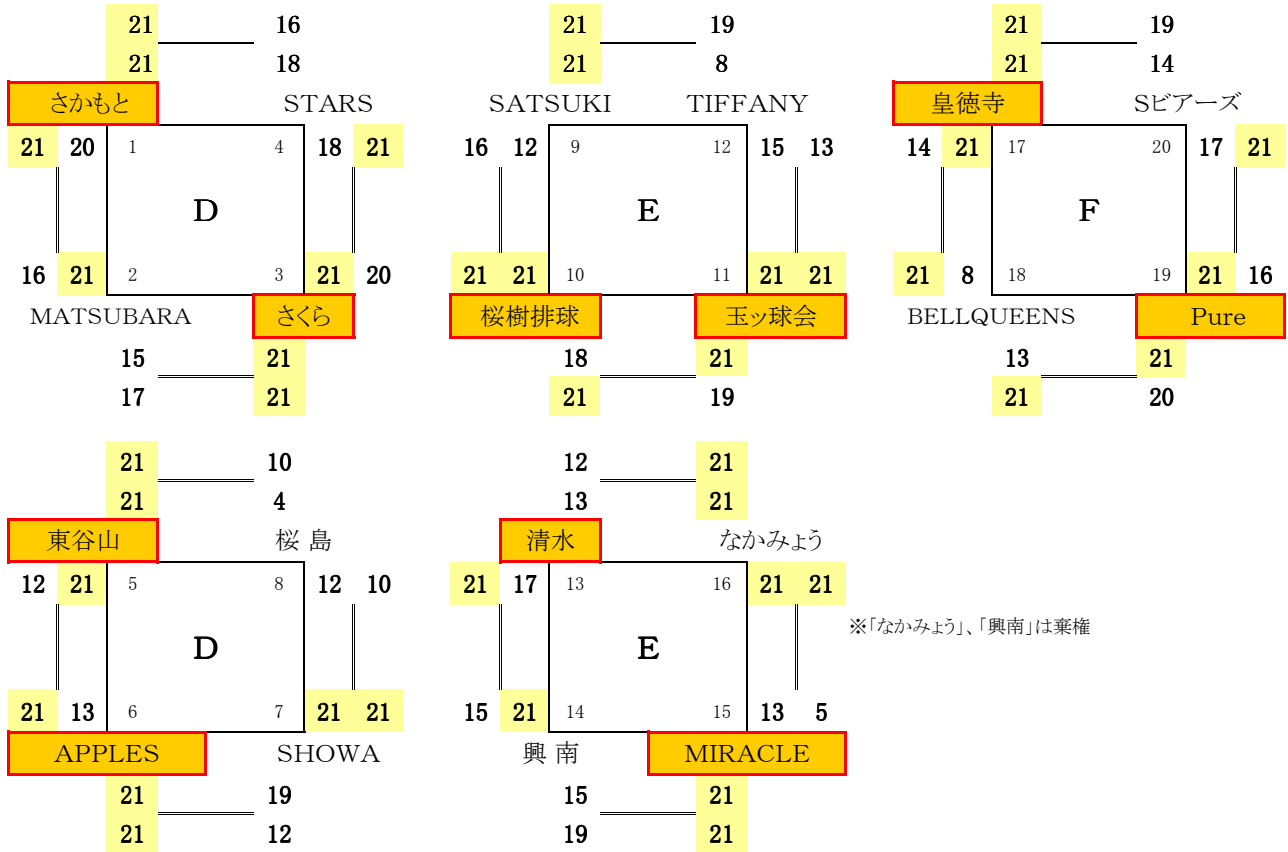 21 16 21 19 21 19
21 18 21 8 21 14
さかもと STARS SATSUKI TIFFANY 皇徳寺 Sビアーズ
21 20 1 4 18 21 16 12 9 12 15 13 14 21 17 20 17 21
D E F
16 21 2 3 21 20 21 21 10 11 21 21 21 8 18 19 21 16
MATSUBARA さくら 桜樹排球 玉ッ球会 BELLQUEENS Pure
15 21 18 21 13 21
17 21 21 19 21 20
21 10 12 21
21 4 13 21
東谷山 桜 島 清水 なかみょう
12 21 5 8 12 10 21 17 13 16 21 21
※「なかみょう」、「興南」は棄権
D E
21 13 6 7 21 21 15 21 14 15 13 5
APPLES SHOWA 興 南 MIRACLE
21 19 15 21
21 12 19 21